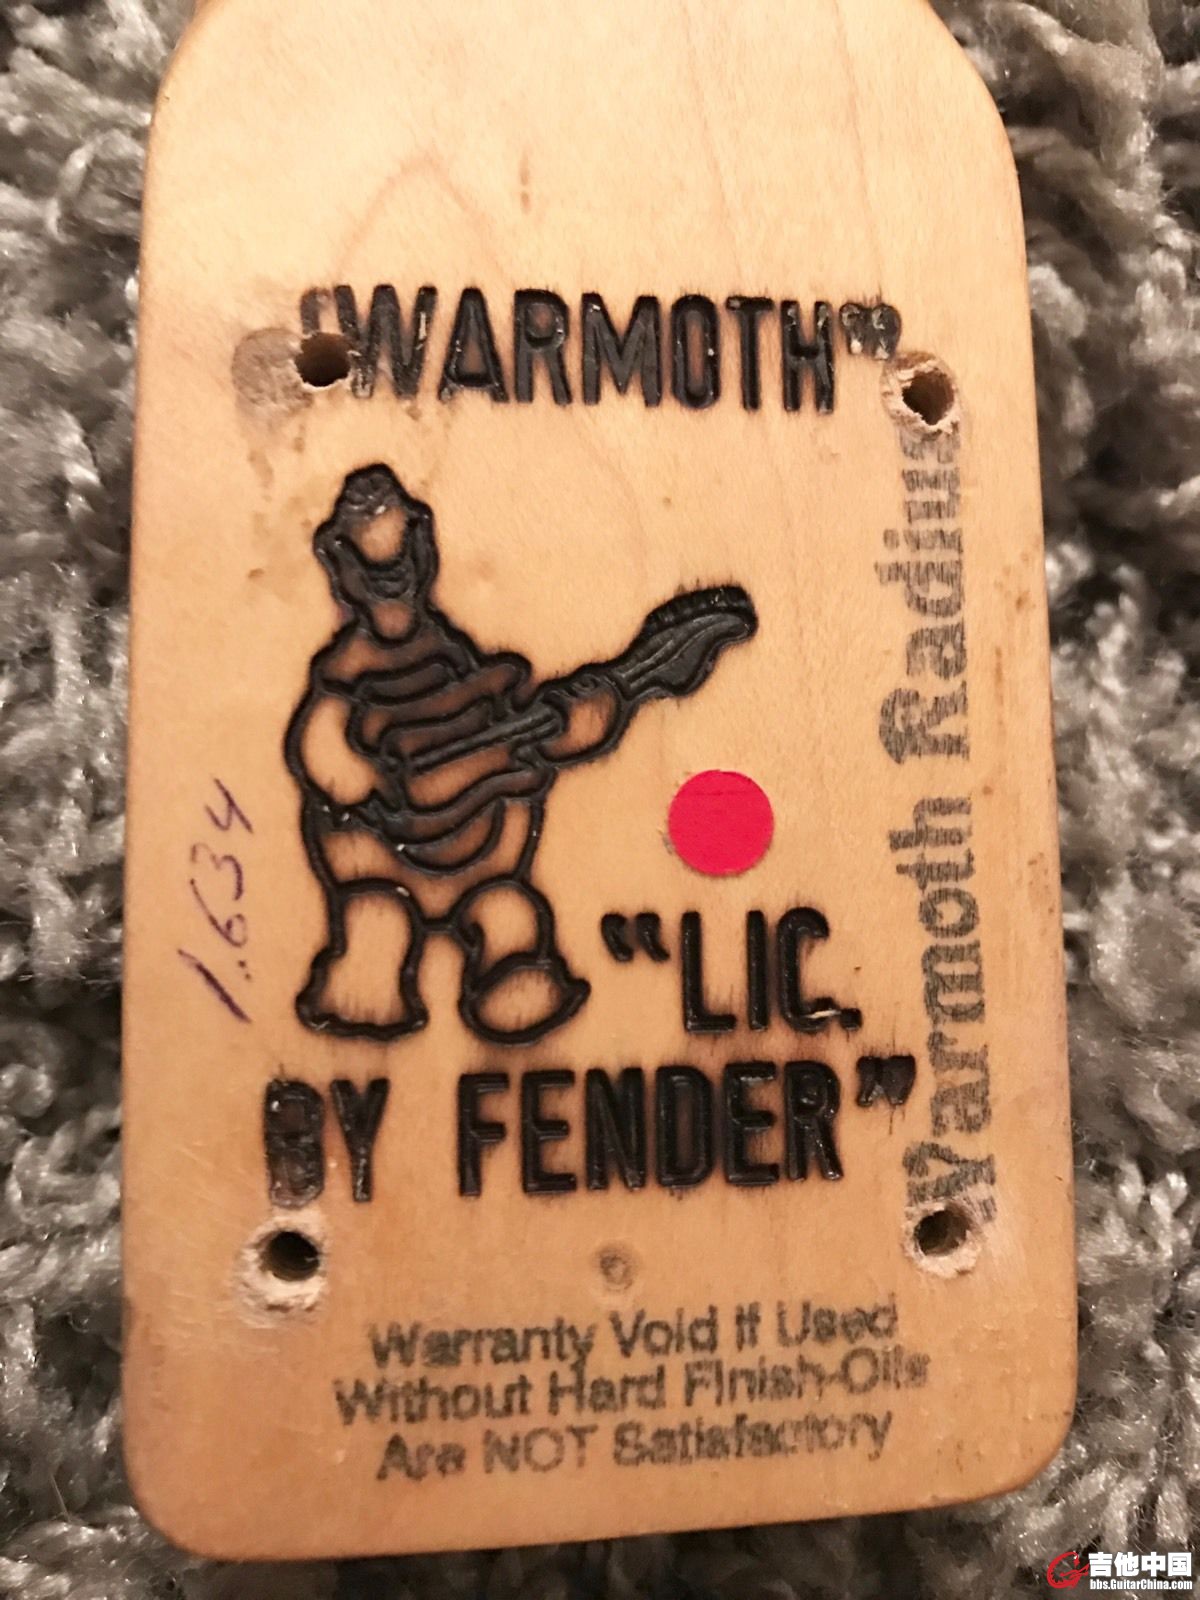 "WARMOTH"
Warmoth Radius
1.634
"LIC.
BY FENDER"
Warranty Void If Used
Without Hard Finish-Oils
Are NOT Satisfactory
吉他中国
bbs.GuitarChina.com